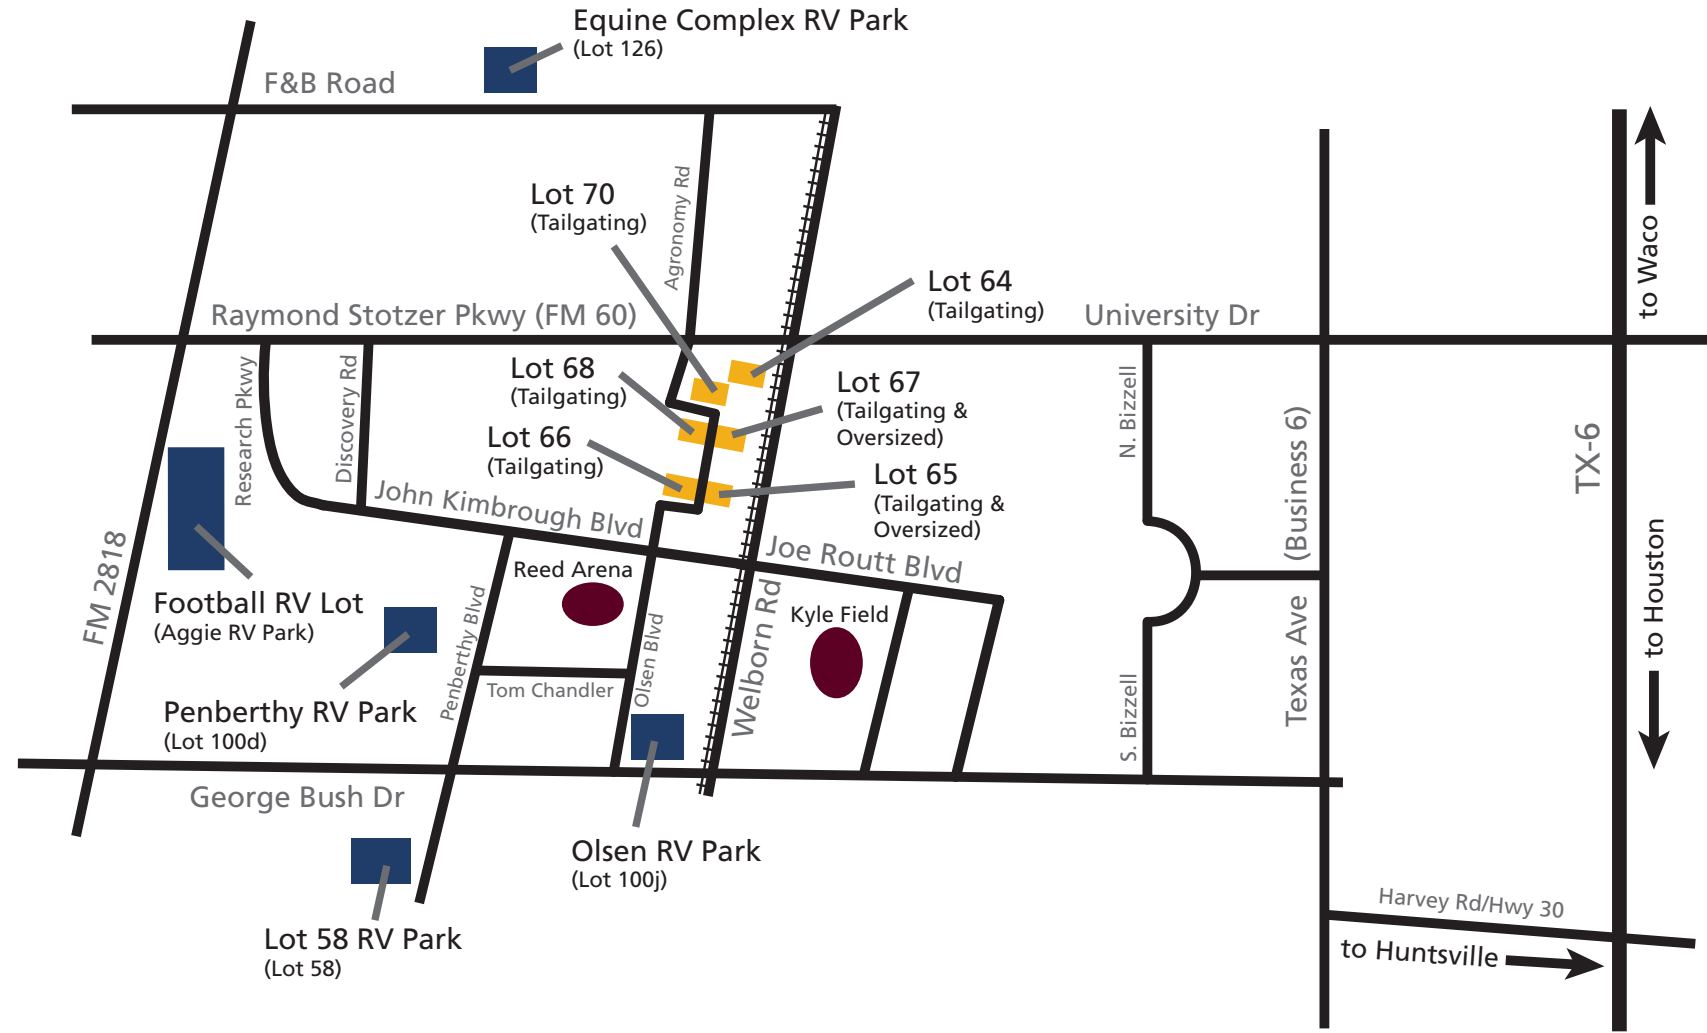 Equine Complex RV Park
(Lot 126)
F&B Road
Agronomy Rd
Lot 70
(Tailgating)
Lot 64
(Tailgating)
to Waco
Raymond Stotzer Pkwy (FM 60)
University Dr
Research Pkwy
Discovery Rd
Lot 68
(Tailgating)
Lot 67
(Tailgating &
Oversized)
N. Bizzell
(Business 6)
TX-6
Lot 66
(Tailgating)
Lot 65
(Tailgating &
Oversized)
John Kimbrough Blvd
Joe Routt Blvd
FM 2818
Reed Arena
Football RV Lot
(Aggie RV Park)
Penberthy Blvd
Olsen Blvd
Welborn Rd
Kyle Field
Texas Ave
to Houston
Tom Chandler
S. Bizzell
Penberthy RV Park
(Lot 100d)
George Bush Dr
Olsen RV Park
(Lot 100j)
Lot 58 RV Park
(Lot 58)
Harvey Rd/Hwy 30
to Huntsville